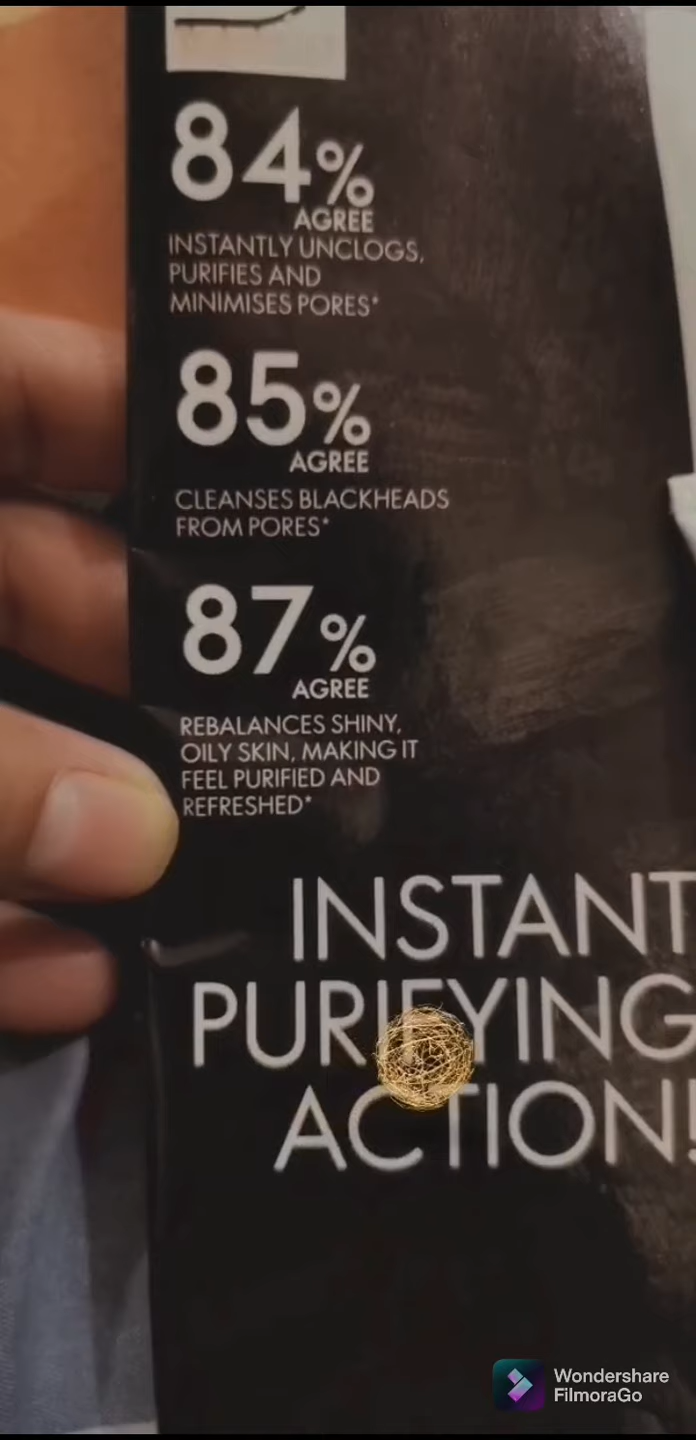 84%
AGREE
INSTANTLY UNCLOGS,
PURIFIES AND
MINIMISES PORES*
85%
AGREE
CLEANSES BLACKHEADS
FROM PORES*
87%
AGREE
REBALANCES SHINY,
OILY SKIN, MAKING IT
FEEL PURIFIED AND
REFRESHED*
INSTANT
PURIFYING
ACTION!
Wondershare
FilmoraGo